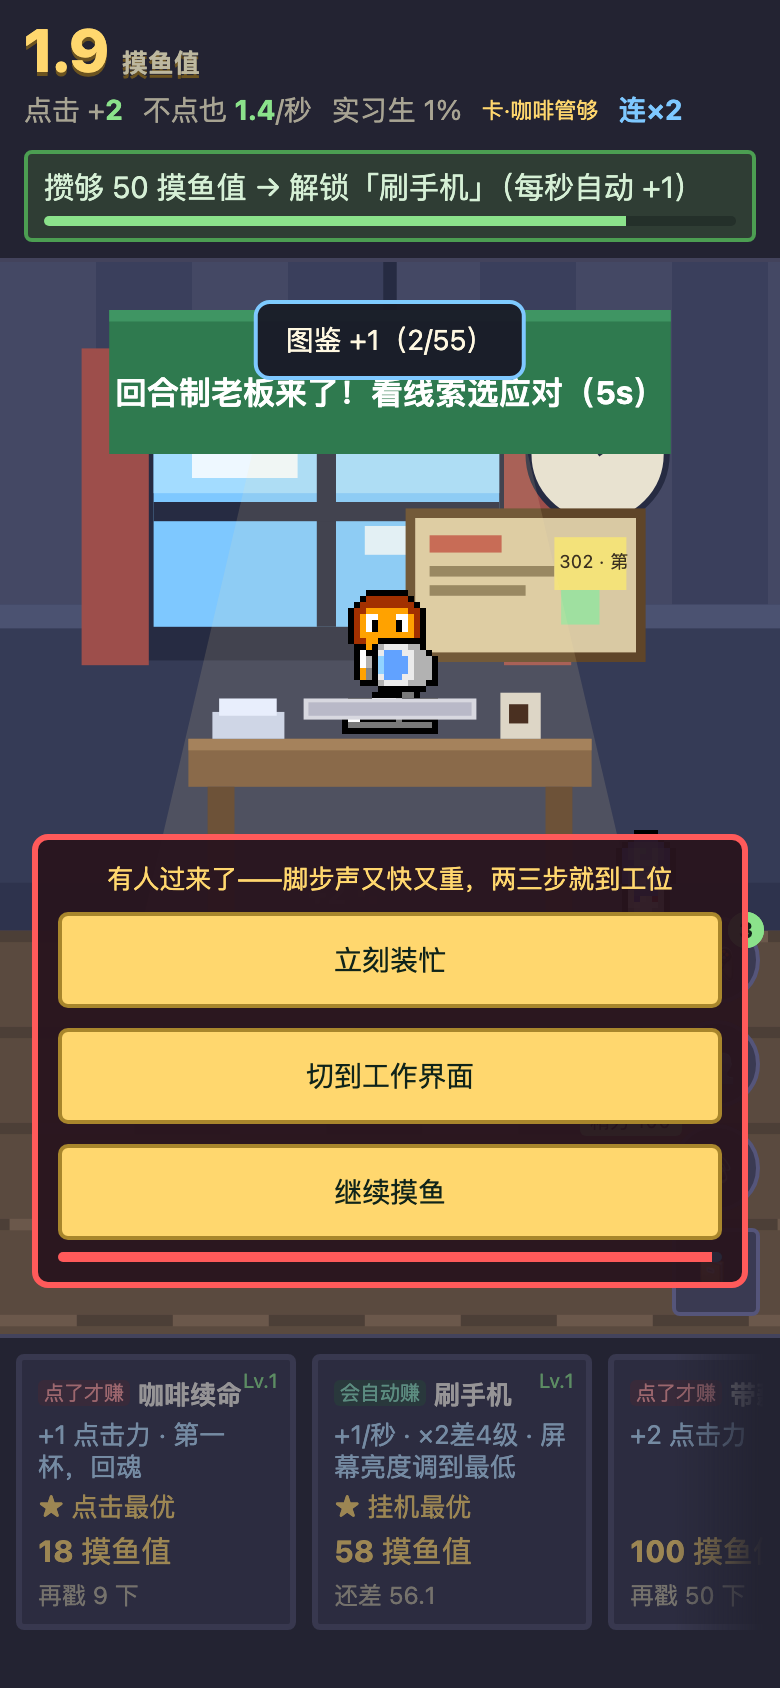 1.9 摸鱼值
点击 +2 不点也 1.4/秒 实习生 1% 卡·咖啡管够 连×2
攒够 50 摸鱼值 → 解锁「刷手机」（每秒自动 +1）
图鉴 +1（2/55）
回合制老板来了！看线索选应对（5s）
302 · 第
有人过来了——脚步声又快又重，两三步就到工位
立刻装忙
切到工作界面
继续摸鱼
点了才赚 咖啡续命 Lv.1
+1 点击力 · 第一
杯，回魂
★ 点击最优
18 摸鱼值
再戳 9 下
会自动赚 刷手机 Lv.1
+1/秒 · ×2差4级 · 屏
幕亮度调到最低
★ 挂机最优
58 摸鱼值
还差 56.1
点了才赚 带
+2 点击力
100 摸鱼
再戳 50 下